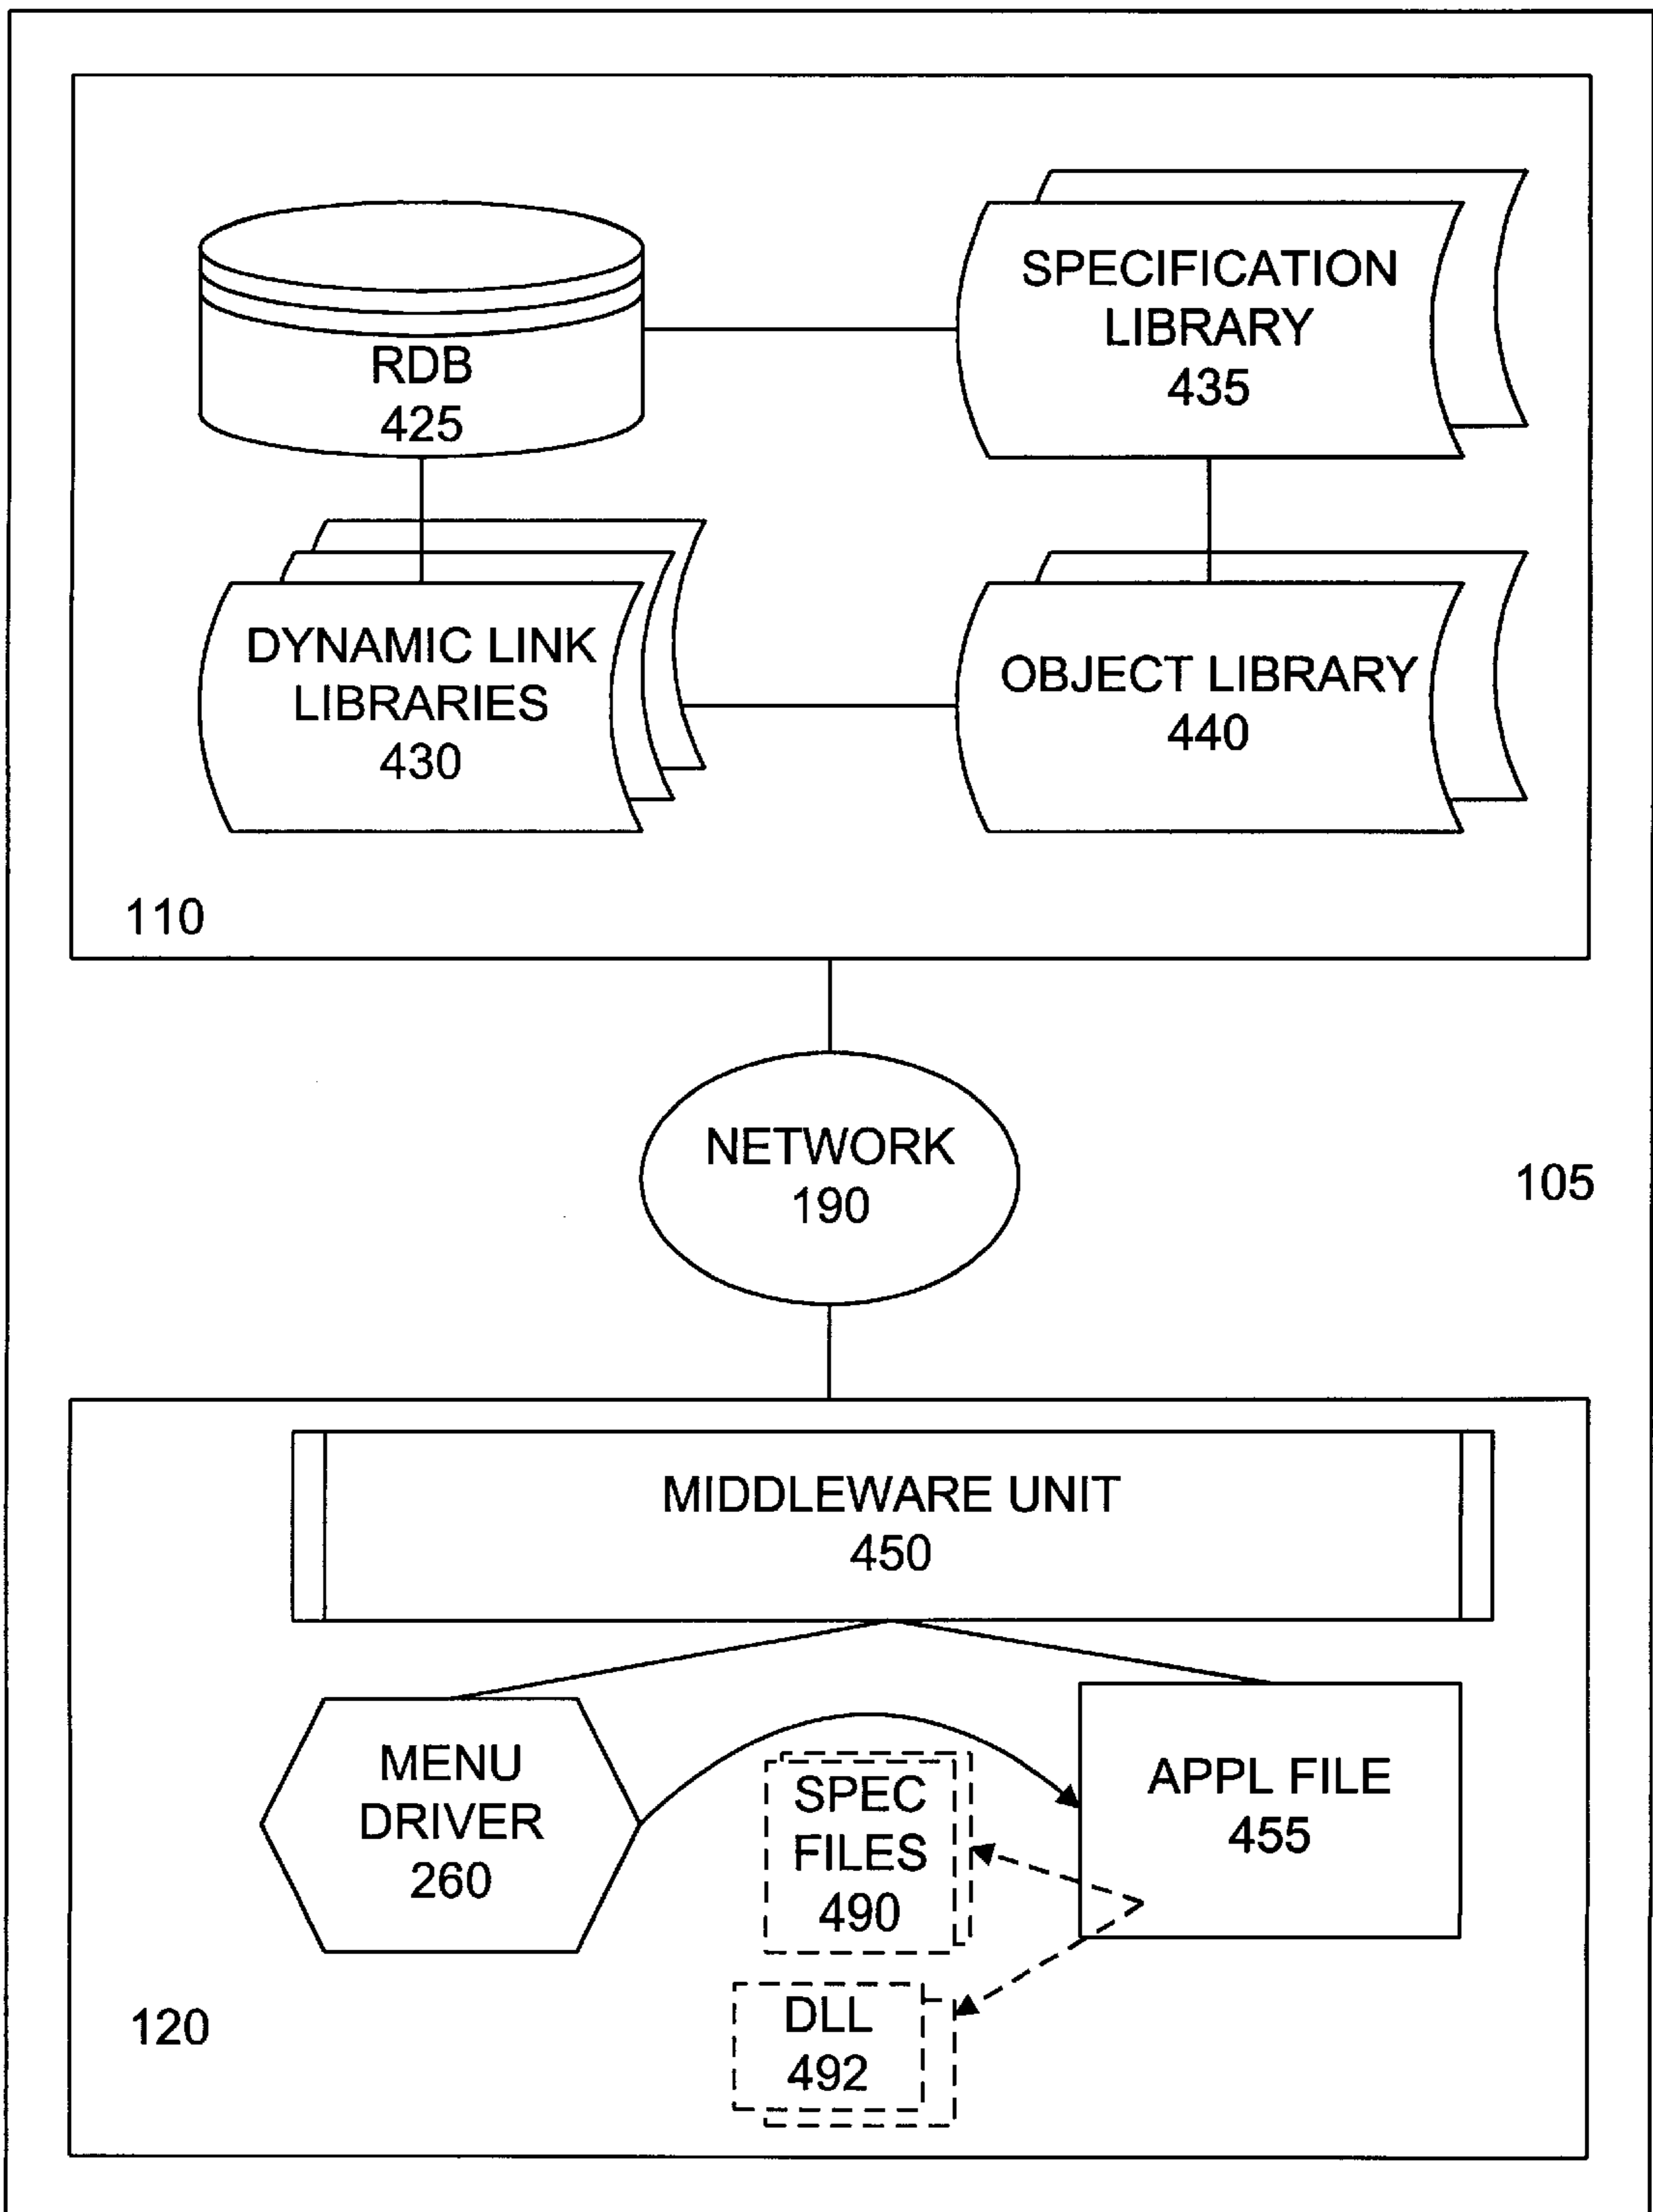 RDB
425
SPECIFICATION
LIBRARY
435
DYNAMIC LINK
LIBRARIES
430
OBJECT LIBRARY
440
110
NETWORK
190
105
MIDDLEWARE UNIT
450
MENU
DRIVER
260
SPEC
FILES
490
APPL FILE
455
DLL
492
120